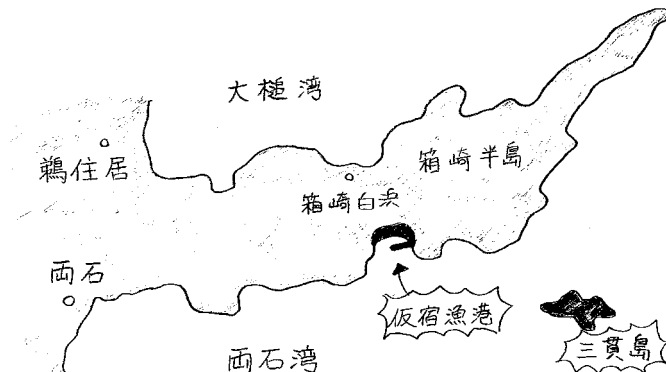 大槌湾
鵜住居
箱崎半島
箱崎白浜
両石
仮宿漁港
三貫島
両石湾